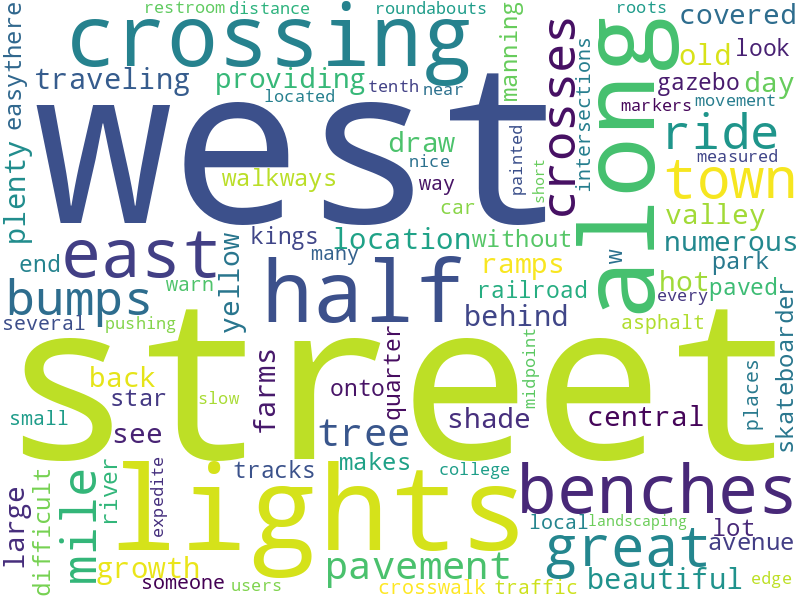 restroom distance roundabouts roots
crossing along covered
easythere manning crosses old look
traveling providing gazebo day
located tenth near markers movement
west intersections ride
draw painted measured
nice short town
walkways way
car valley
plenty kings location without numerous
east yellow many w park
end ramps
bumps warn half railroad hot paved
behind every
several pushing street asphalt skateboarder
back farms quarter midpoint places
star onto
small slow shade central
see tree
tracks makes college
mile river lights benches
large difficult expedite local landscaping lot
great avenue
growth pavement
someone users crosswalk traffic beautiful edge